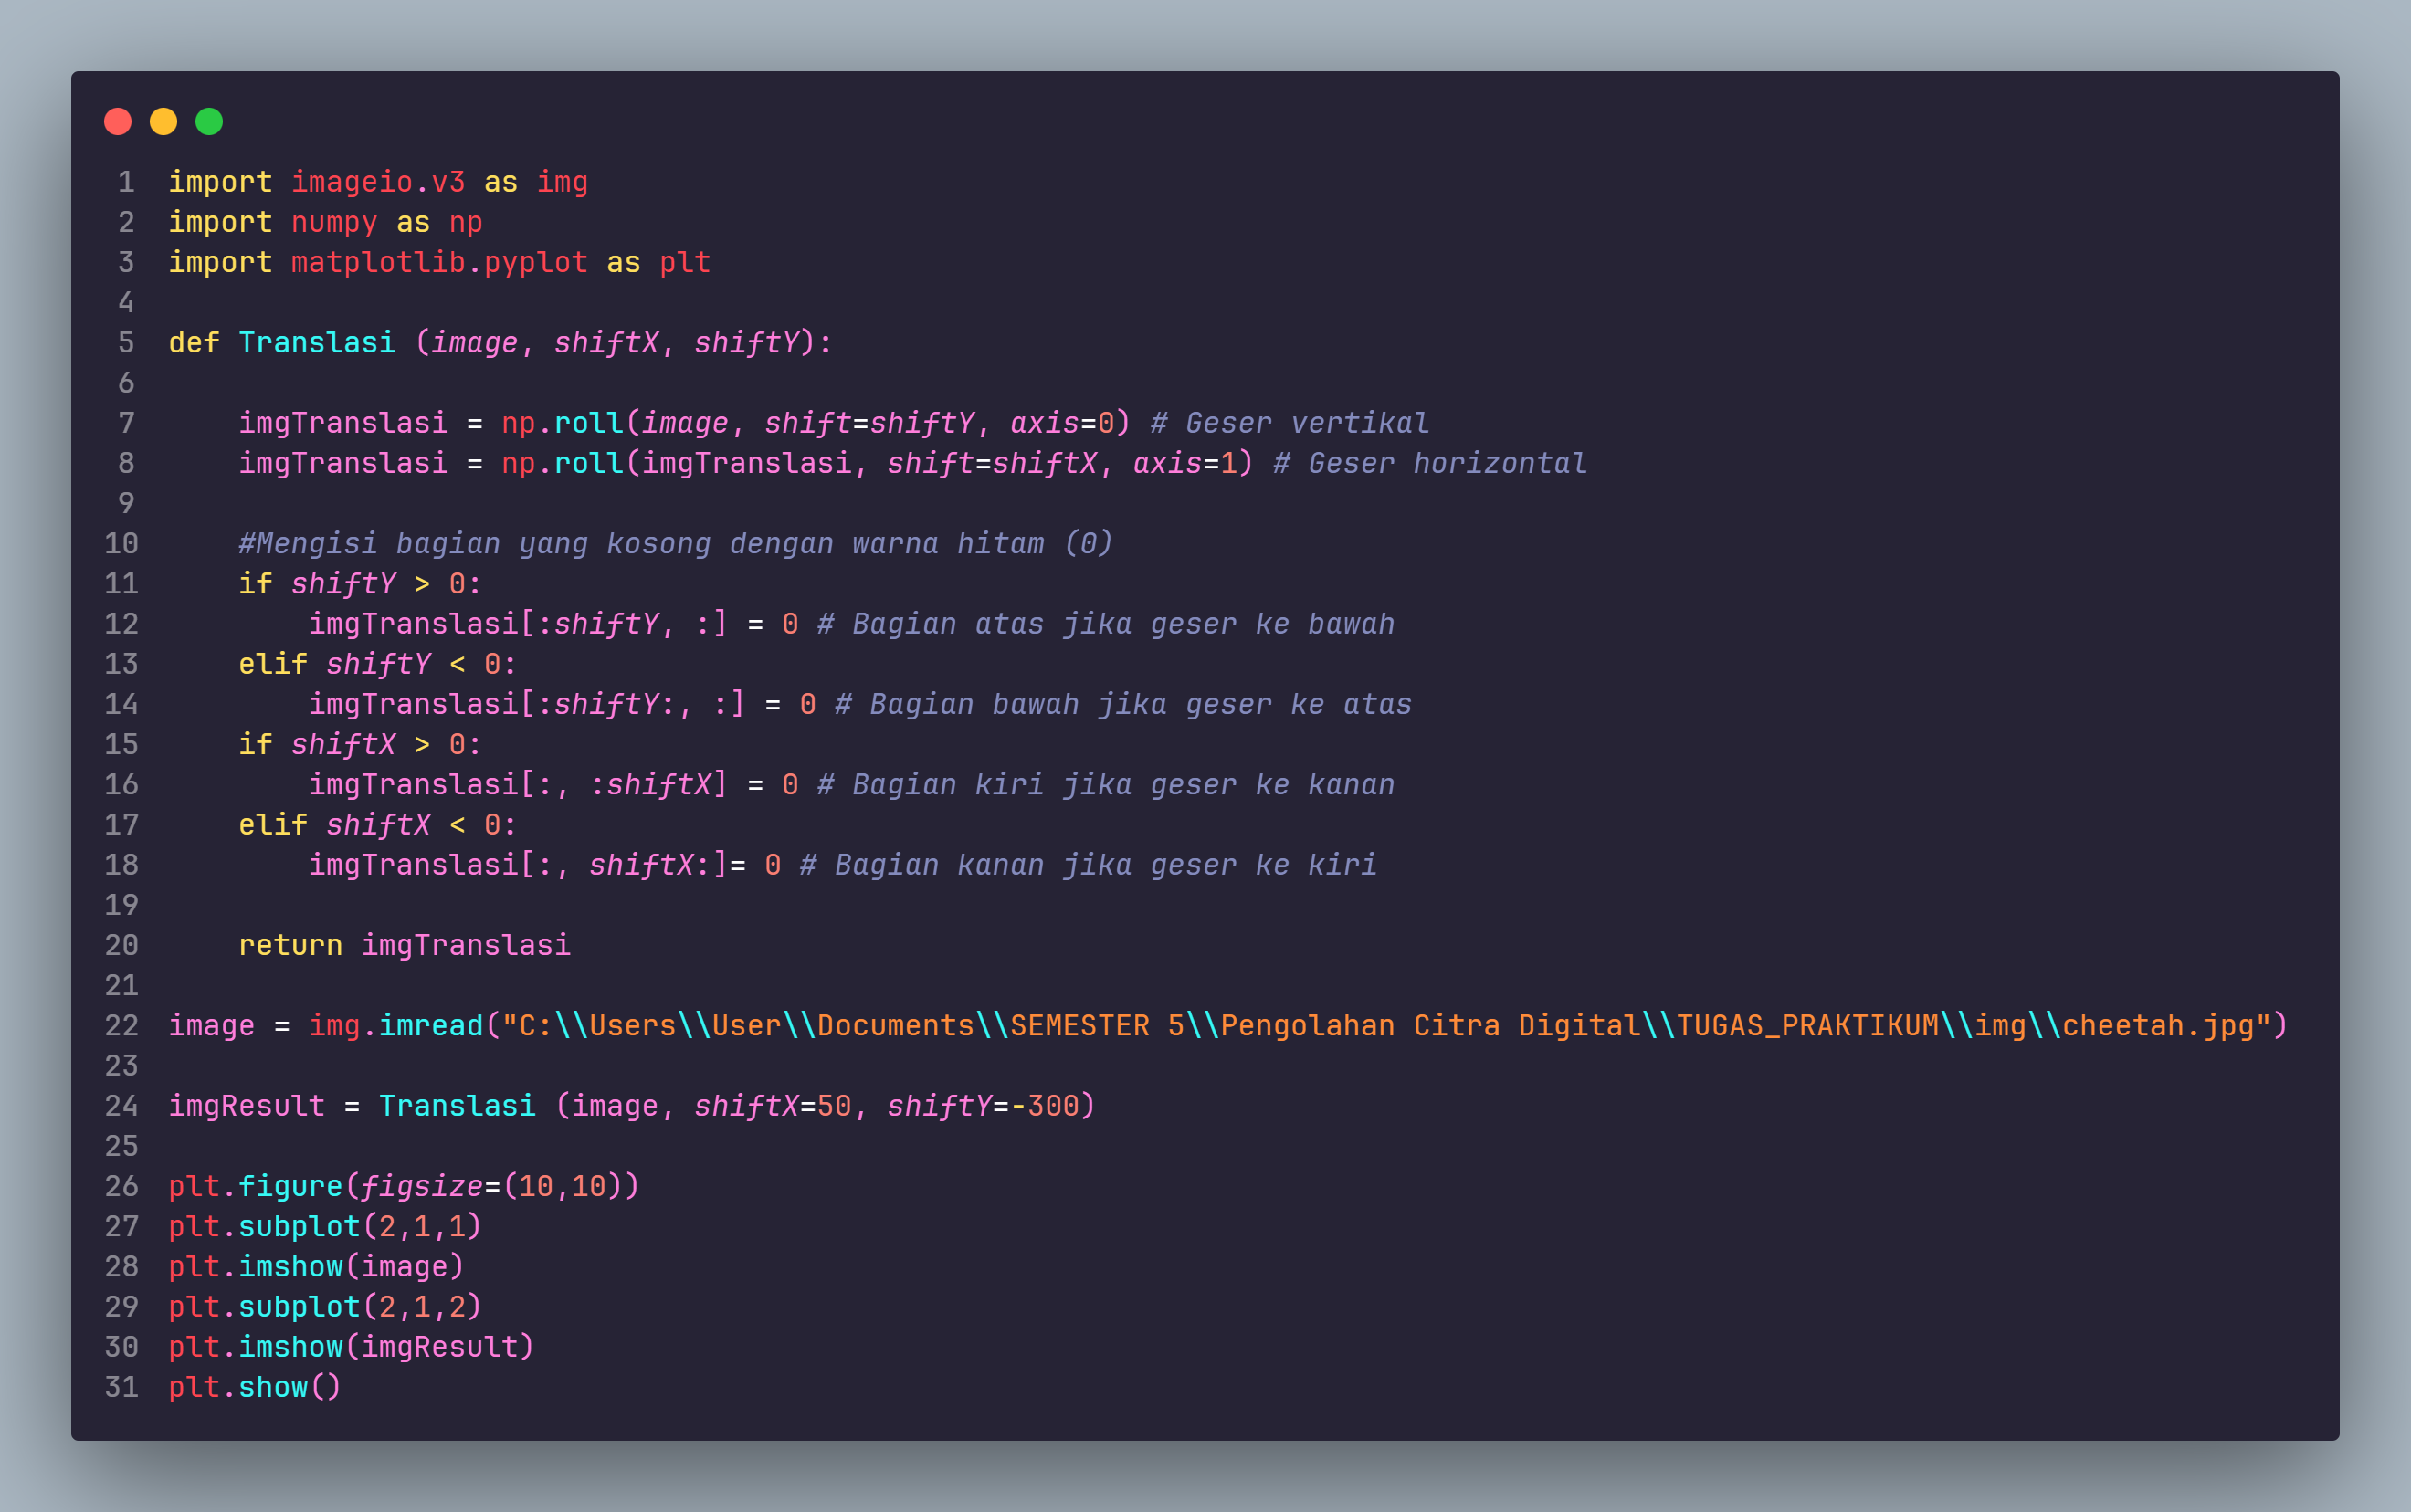 1 import imageio.v3 as img
2 import numpy as np
3 import matplotlib.pyplot as plt
4
5 def Translasi (image, shiftX, shiftY):
6
7     imgTranslasi = np.roll(image, shift=shiftY, axis=0) # Geser vertikal
8     imgTranslasi = np.roll(imgTranslasi, shift=shiftX, axis=1) # Geser horizontal
9
10     #Mengisi bagian yang kosong dengan warna hitam (0)
11     if shiftY > 0:
12         imgTranslasi[:shiftY, :] = 0 # Bagian atas jika geser ke bawah
13     elif shiftY < 0:
14         imgTranslasi[:shiftY:, :] = 0 # Bagian bawah jika geser ke atas
15     if shiftX > 0:
16         imgTranslasi[:, :shiftX] = 0 # Bagian kiri jika geser ke kanan
17     elif shiftX < 0:
18         imgTranslasi[:, shiftX:]= 0 # Bagian kanan jika geser ke kiri
19
20     return imgTranslasi
21
22 image = img.imread("C:\\Users\\User\\Documents\\SEMESTER 5\\Pengolahan Citra Digital\\TUGAS_PRAKTIKUM\\img\\cheetah.jpg")
23
24 imgResult = Translasi (image, shiftX=50, shiftY=-300)
25
26 plt.figure(figsize=(10,10))
27 plt.subplot(2,1,1)
28 plt.imshow(image)
29 plt.subplot(2,1,2)
30 plt.imshow(imgResult)
31 plt.show()